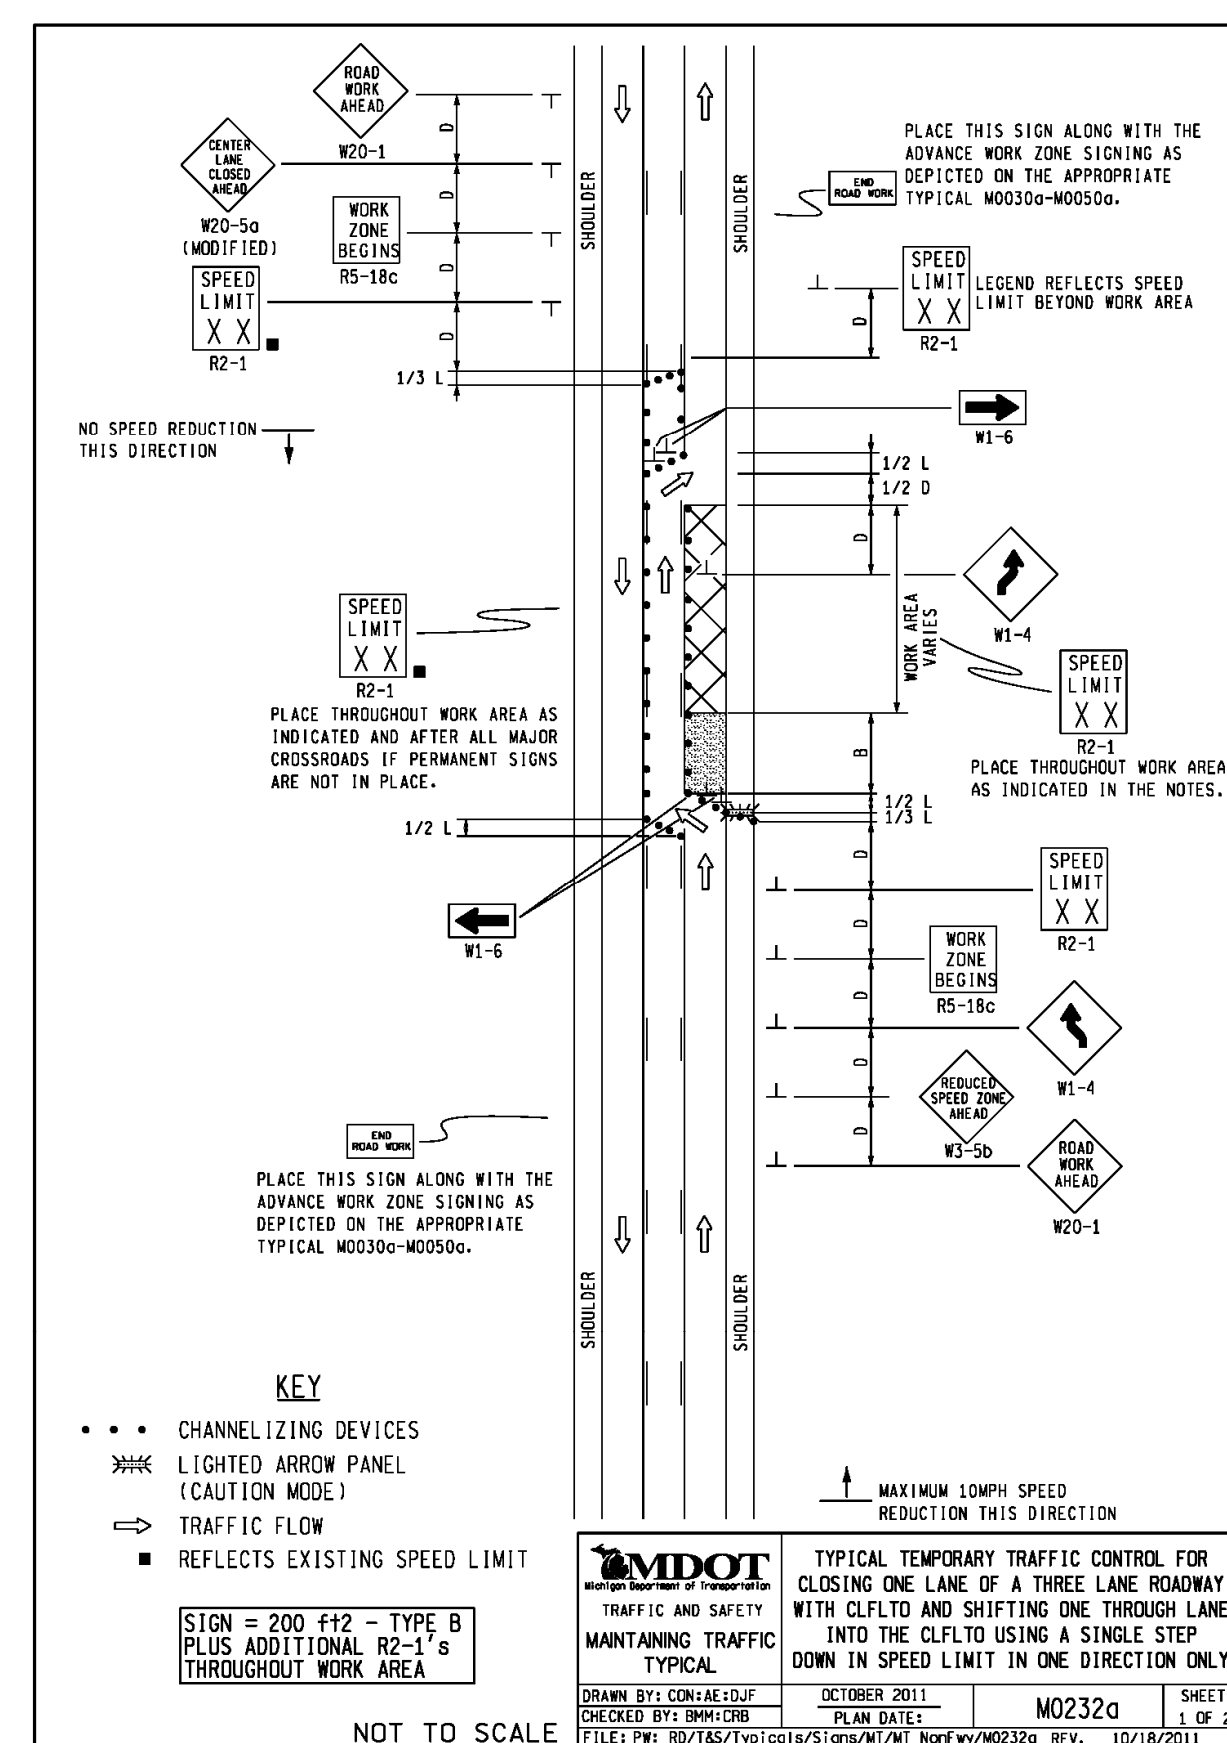 ROAD
WORK
AHEAD
W20-1
CENTER
LANE
CLOSED
AHEAD
W20-5a
(MODIFIED)
WORK
ZONE
BEGINS
R5-18c
SPEED
LIMIT
X X
R2-1
D
D
D
D
1/3 L
NO SPEED REDUCTION
THIS DIRECTION
SHOULDER
SHOULDER
PLACE THIS SIGN ALONG WITH THE
ADVANCE WORK ZONE SIGNING AS
DEPICTED ON THE APPROPRIATE
TYPICAL M0030a-M0050a.
END
ROAD WORK
SPEED
LIMIT
X X
R2-1
LEGEND REFLECTS SPEED
LIMIT BEYOND WORK AREA
D
W1-6
1/2 L
1/2 D
D
WORK AREA
VARIES
W1-4
SPEED
LIMIT
X X
R2-1
PLACE THROUGHOUT WORK AREA AS
INDICATED AND AFTER ALL MAJOR
CROSSROADS IF PERMANENT SIGNS
ARE NOT IN PLACE.
SPEED
LIMIT
X X
R2-1
PLACE THROUGHOUT WORK AREA
AS INDICATED IN THE NOTES.
B
1/2 L
1/3 L
1/2 L
D
D
D
D
D
W1-6
SPEED
LIMIT
X X
R2-1
WORK
ZONE
BEGINS
R5-18c
W1-4
REDUCED
SPEED ZONE
AHEAD
W3-5b
ROAD
WORK
AHEAD
W20-1
END
ROAD WORK
PLACE THIS SIGN ALONG WITH THE
ADVANCE WORK ZONE SIGNING AS
DEPICTED ON THE APPROPRIATE
TYPICAL M0030a-M0050a.
SHOULDER
SHOULDER
KEY
CHANNELIZING DEVICES
LIGHTED ARROW PANEL
(CAUTION MODE)
TRAFFIC FLOW
REFLECTS EXISTING SPEED LIMIT
MAXIMUM 10MPH SPEED
REDUCTION THIS DIRECTION
SIGN = 200 ft2 - TYPE B
PLUS ADDITIONAL R2-1's
THROUGHOUT WORK AREA
NOT TO SCALE
MDOT
Michigan Department of Transportation
TRAFFIC AND SAFETY
MAINTAINING TRAFFIC
TYPICAL
TYPICAL TEMPORARY TRAFFIC CONTROL FOR
CLOSING ONE LANE OF A THREE LANE ROADWAY
WITH CLFLTO AND SHIFTING ONE THROUGH LANE
INTO THE CLFLTO USING A SINGLE STEP
DOWN IN SPEED LIMIT IN ONE DIRECTION ONLY
DRAWN BY: CON:AE:DJF
CHECKED BY: BMM:CRB
OCTOBER 2011
PLAN DATE:
M0232a
SHEET
1 OF 2
FILE: PW: RD/T&S/Typicals/Signs/MT/MT NonFwy/M0232a REV. 10/18/2011